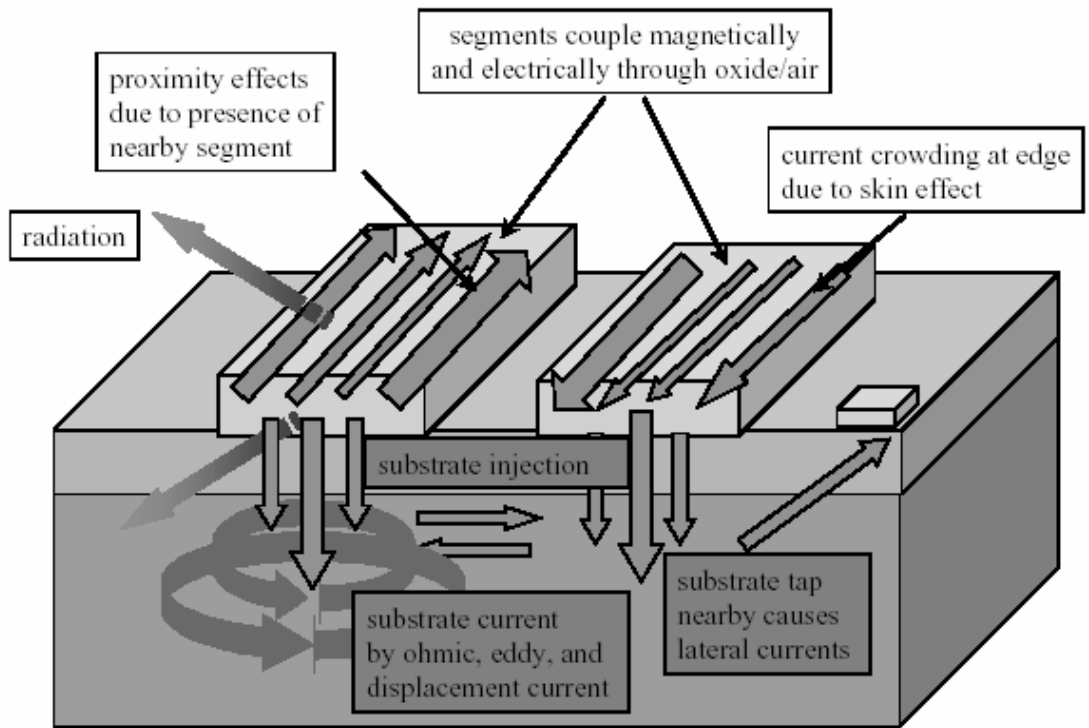 segments couple magnetically
and electrically through oxide/air
proximity effects
due to presence of
nearby segment
current crowding at edge
due to skin effect
radiation
substrate injection
substrate current
by ohmic, eddy, and
displacement current
substrate tap
nearby causes
lateral currents